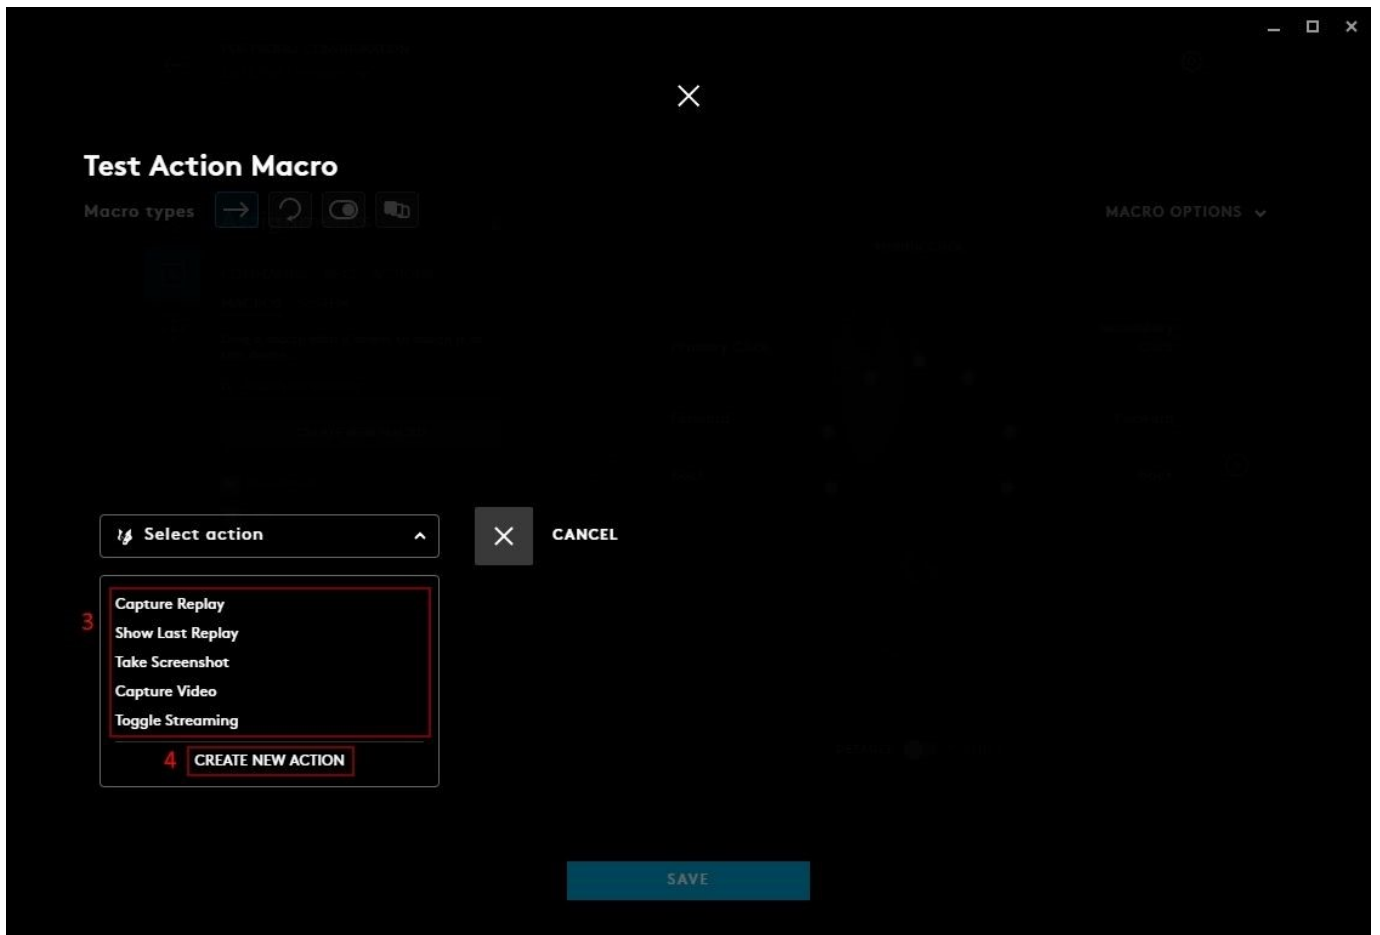 Test Action Macro
Macro types
MACRO OPTIONS
Select action
CANCEL
3
Capture Replay
Show Last Replay
Take Screenshot
Capture Video
Toggle Streaming
4 CREATE NEW ACTION
SAVE